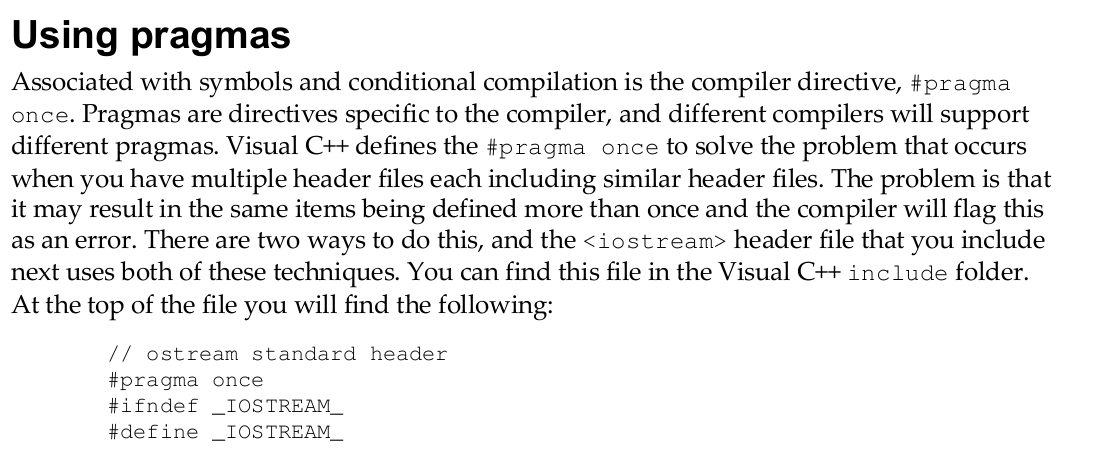 Using pragmas
Associated with symbols and conditional compilation is the compiler directive, #pragma
once. Pragmas are directives specific to the compiler, and different compilers will support
different pragmas. Visual C++ defines the #pragma once to solve the problem that occurs
when you have multiple header files each including similar header files. The problem is that
it may result in the same items being defined more than once and the compiler will flag this
as an error. There are two ways to do this, and the <iostream> header file that you include
next uses both of these techniques. You can find this file in the Visual C++ include folder.
At the top of the file you will find the following:
// ostream standard header
#pragma once
#ifndef _IOSTREAM_
#define _IOSTREAM_